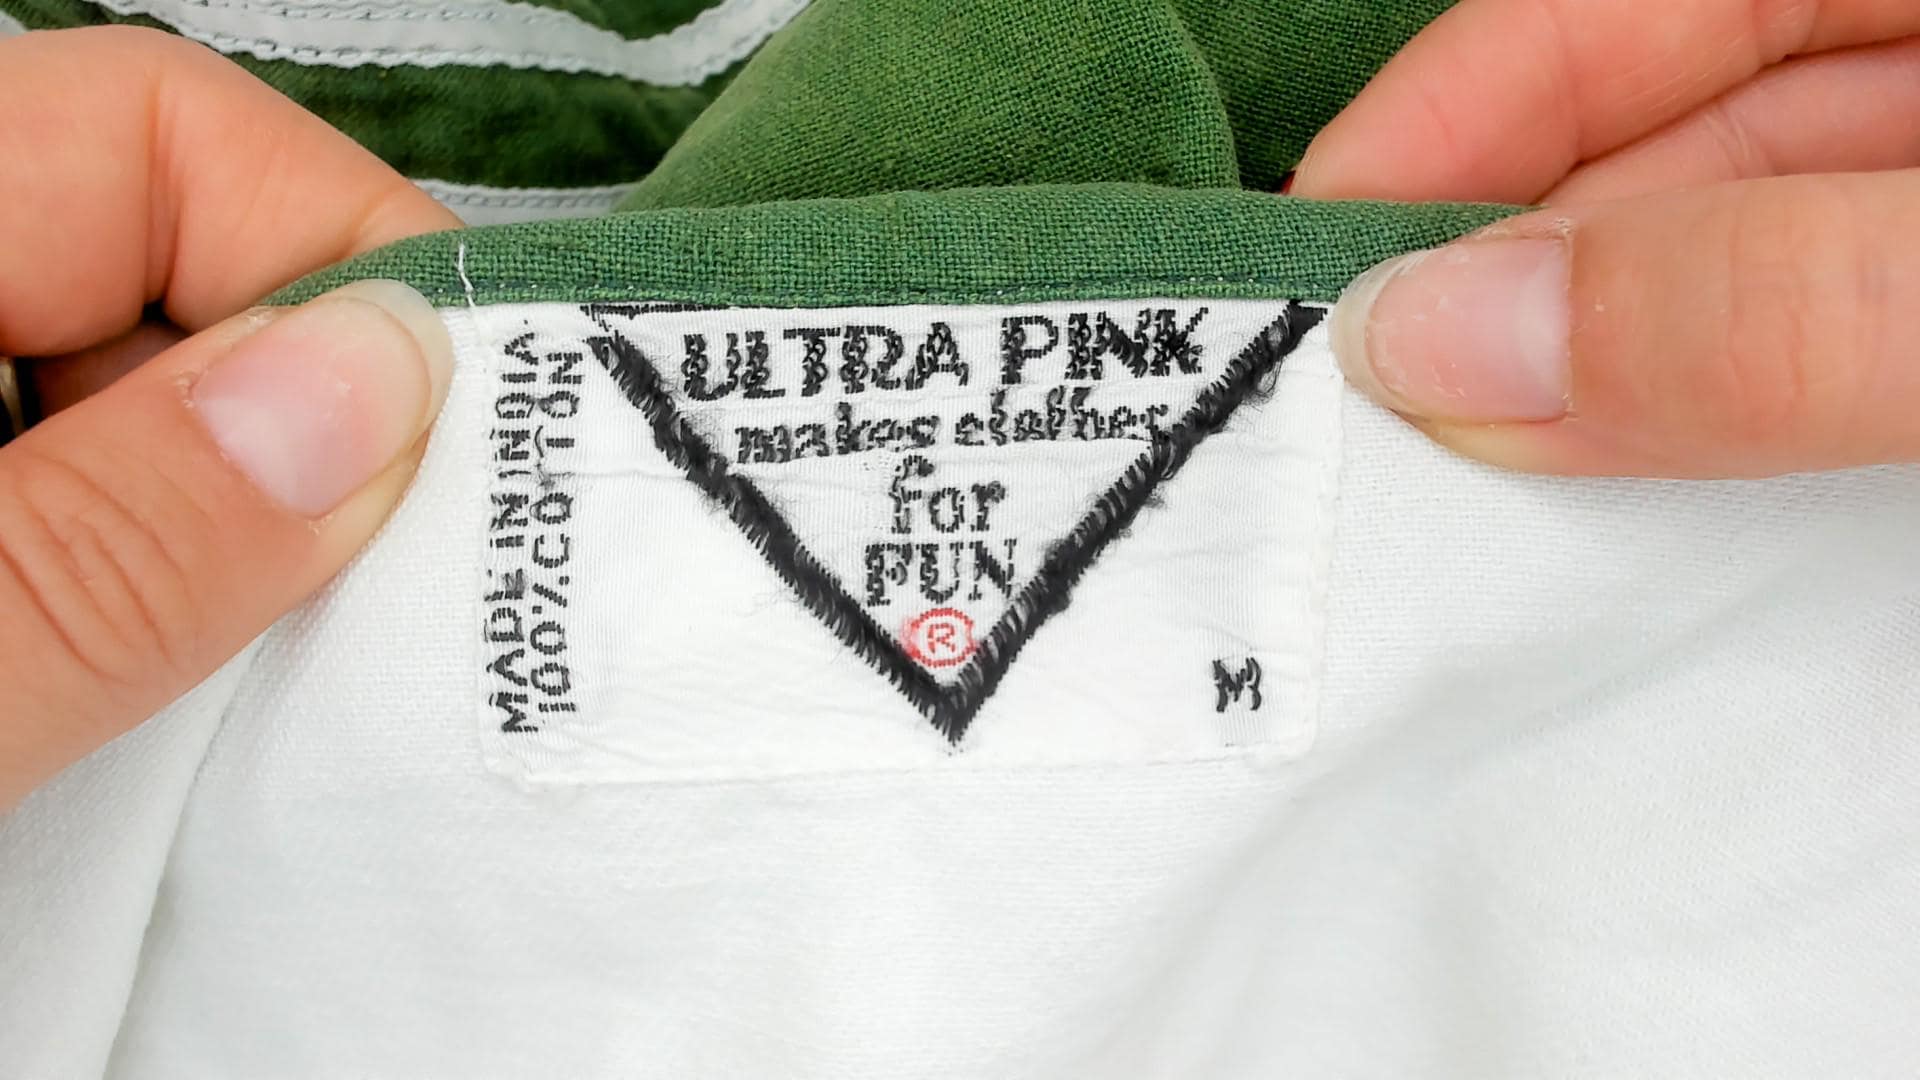 ULTRA PINK
makes clothes
for
FUN
®
MADE IN INDIA
100% COTTON
M